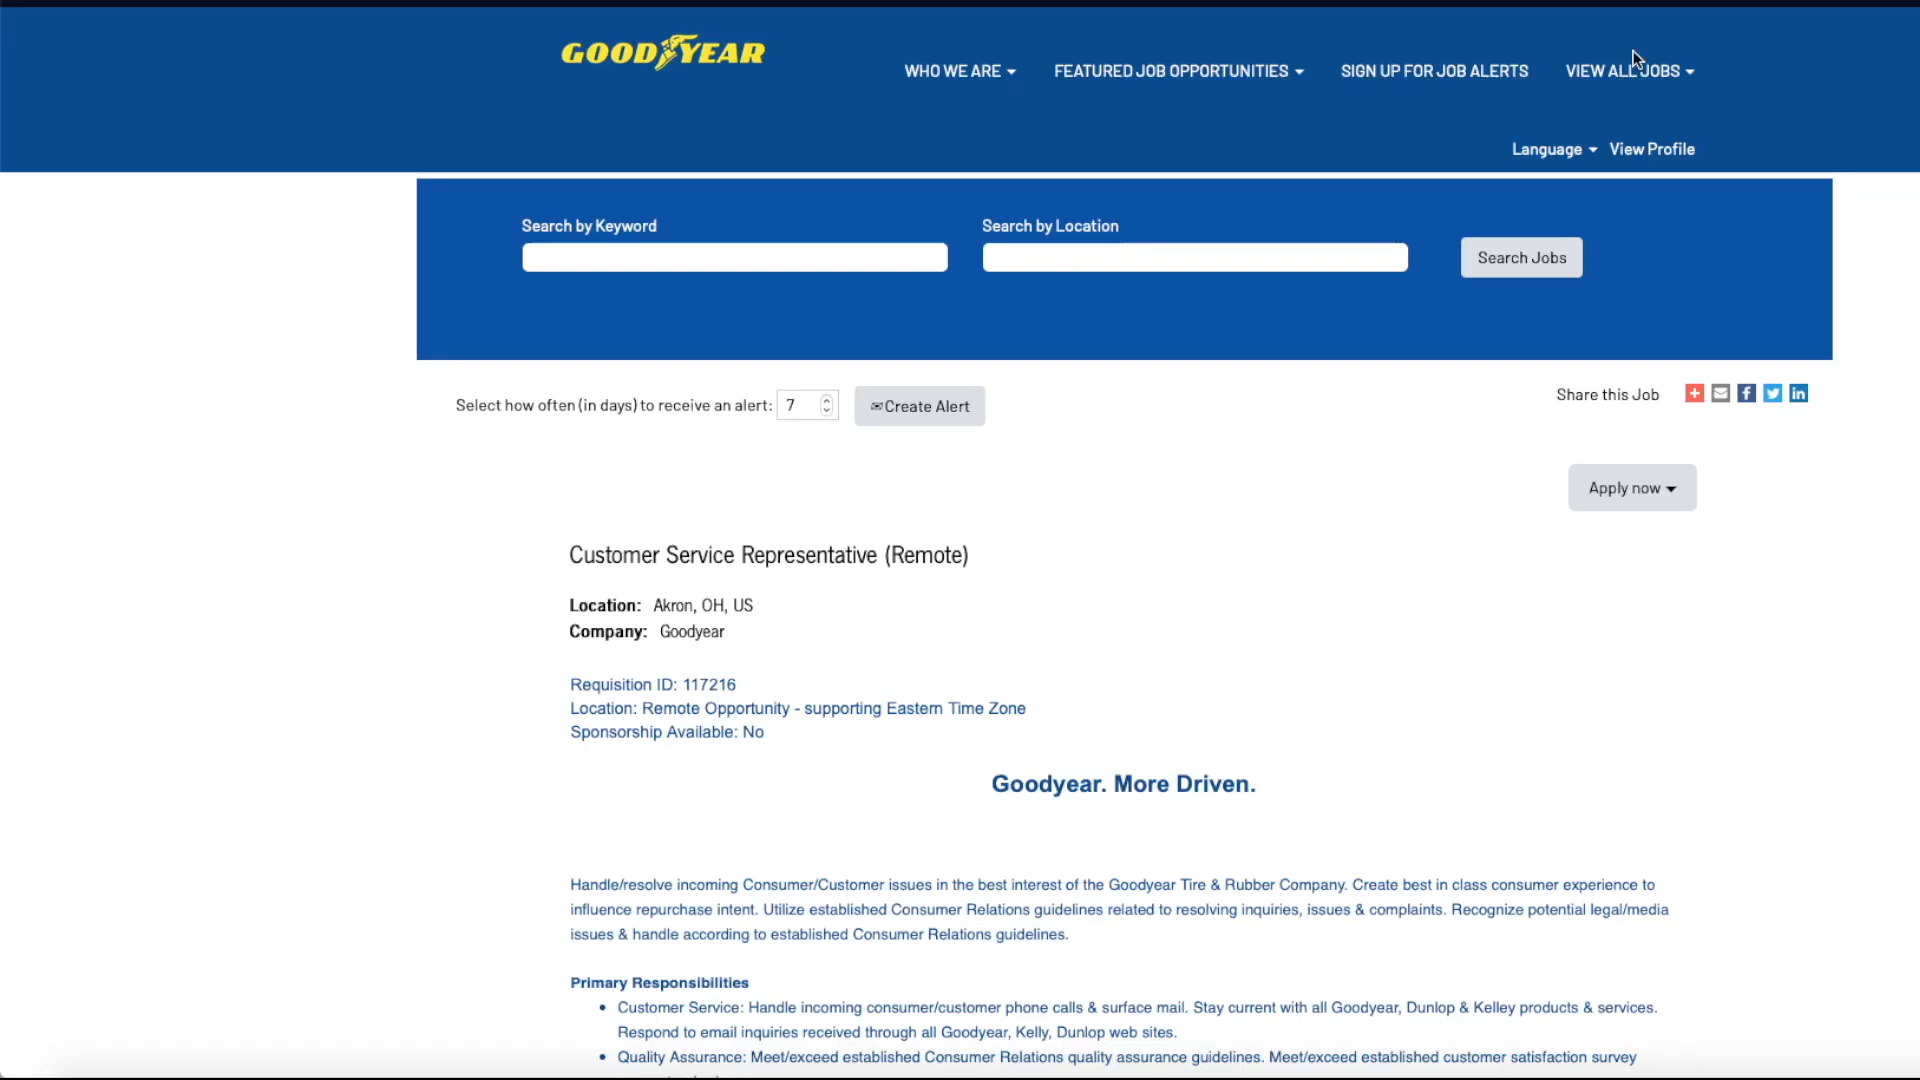 GOODYEAR
WHO WE ARE
FEATURED JOB OPPORTUNITIES
SIGN UP FOR JOB ALERTS
VIEW ALL JOBS
Language
View Profile
Search by Keyword
Search by Location
Search Jobs
Select how often (in days) to receive an alert: 7
Create Alert
Share this Job
Apply now
Customer Service Representative (Remote)
Location: Akron, OH, US
Company: Goodyear
Requisition ID: 117216
Location: Remote Opportunity - supporting Eastern Time Zone
Sponsorship Available: No
Goodyear. More Driven.
Handle/resolve incoming Consumer/Customer issues in the best interest of the Goodyear Tire & Rubber Company. Create best in class consumer experience to
influence repurchase intent. Utilize established Consumer Relations guidelines related to resolving inquiries, issues & complaints. Recognize potential legal/media
issues & handle according to established Consumer Relations guidelines.
Primary Responsibilities
• Customer Service: Handle incoming consumer/customer phone calls & surface mail. Stay current with all Goodyear, Dunlop & Kelley products & services.
Respond to email inquiries received through all Goodyear, Kelly, Dunlop web sites.
• Quality Assurance: Meet/exceed established Consumer Relations quality assurance guidelines. Meet/exceed established customer satisfaction survey